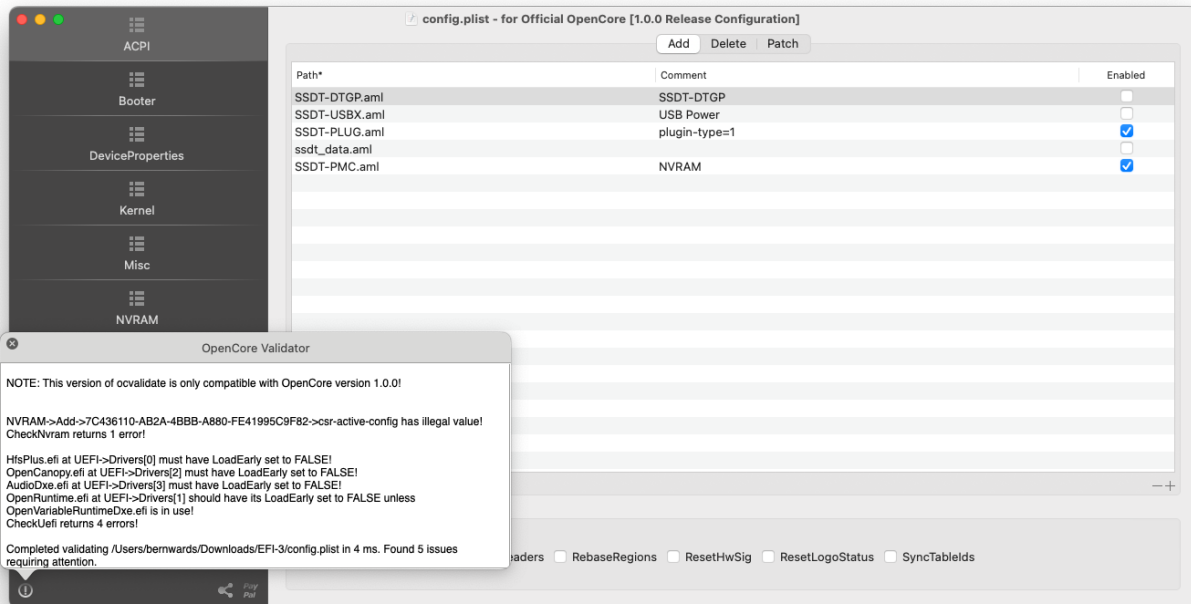 config.plist - for Official OpenCore [1.0.0 Release Configuration]
ACPI
Booter
DeviceProperties
Kernel
Misc
NVRAM
Add Delete Patch
Path* Comment Enabled
SSDT-DTGP.aml SSDT-DTGP
SSDT-USBX.aml USB Power
SSDT-PLUG.aml plugin-type=1
ssdt_data.aml
SSDT-PMC.aml NVRAM
OpenCore Validator
NOTE: This version of ocvalidate is only compatible with OpenCore version 1.0.0!
NVRAM->Add->7C436110-AB2A-4BBB-A880-FE41995C9F82->csr-active-config has illegal value!
CheckNvram returns 1 error!
HfsPlus.efi at UEFI->Drivers[0] must have LoadEarly set to FALSE!
OpenCanopy.efi at UEFI->Drivers[2] must have LoadEarly set to FALSE!
AudioDxe.efi at UEFI->Drivers[3] must have LoadEarly set to FALSE!
OpenRuntime.efi at UEFI->Drivers[1] should have its LoadEarly set to FALSE unless
OpenVariableRuntimeDxe.efi is in use!
CheckUefi returns 4 errors!
Completed validating /Users/bernwards/Downloads/EFI-3/config.plist in 4 ms. Found 5 issues
requiring attention.
eaders RebaseRegions ResetHwSig ResetLogoStatus SyncTableIds
Pay
Pal